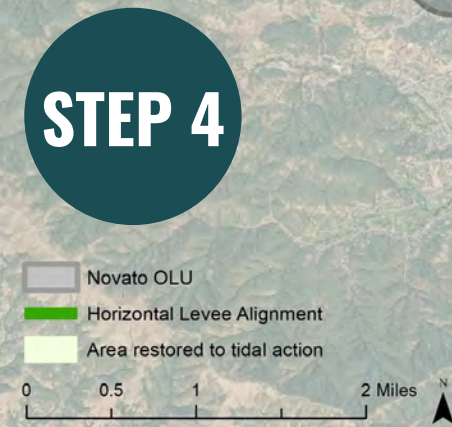 STEP 4
Novato OLU
Horizontal Levee Alignment
Area restored to tidal action
0 0.5 1 2 Miles
N